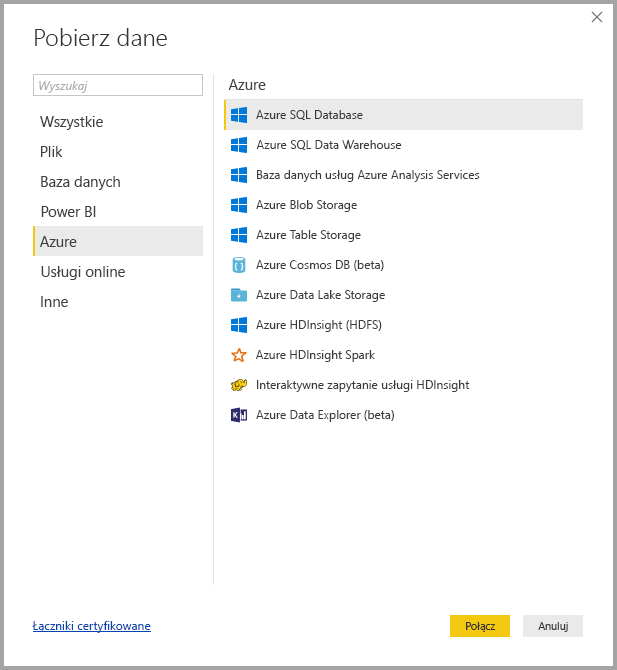 Pobierz dane
Wyszukaj
Wszystkie
Plik
Baza danych
Power BI
Azure
Usługi online
Inne
Azure
Azure SQL Database
Azure SQL Data Warehouse
Baza danych usług Azure Analysis Services
Azure Blob Storage
Azure Table Storage
Azure Cosmos DB (beta)
Azure Data Lake Storage
Azure HDInsight (HDFS)
Azure HDInsight Spark
Interaktywne zapytanie usługi HDInsight
Azure Data Explorer (beta)
Łączniki certyfikowane
Połącz
Anuluj